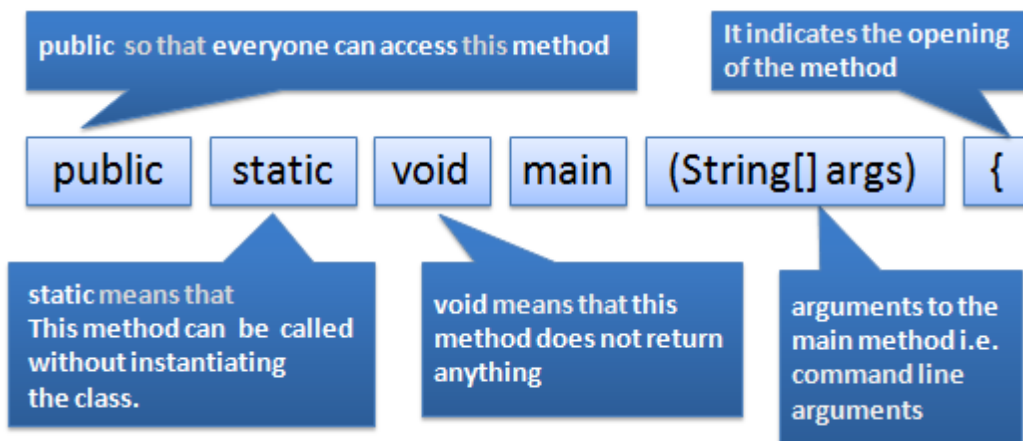 public so that everyone can access this method
It indicates the opening
of the method
public static void main (String[] args) {
static means that
This method can be called
without instantiating
the class.
void means that this
method does not return
anything
arguments to the
main method i.e.
command line
arguments